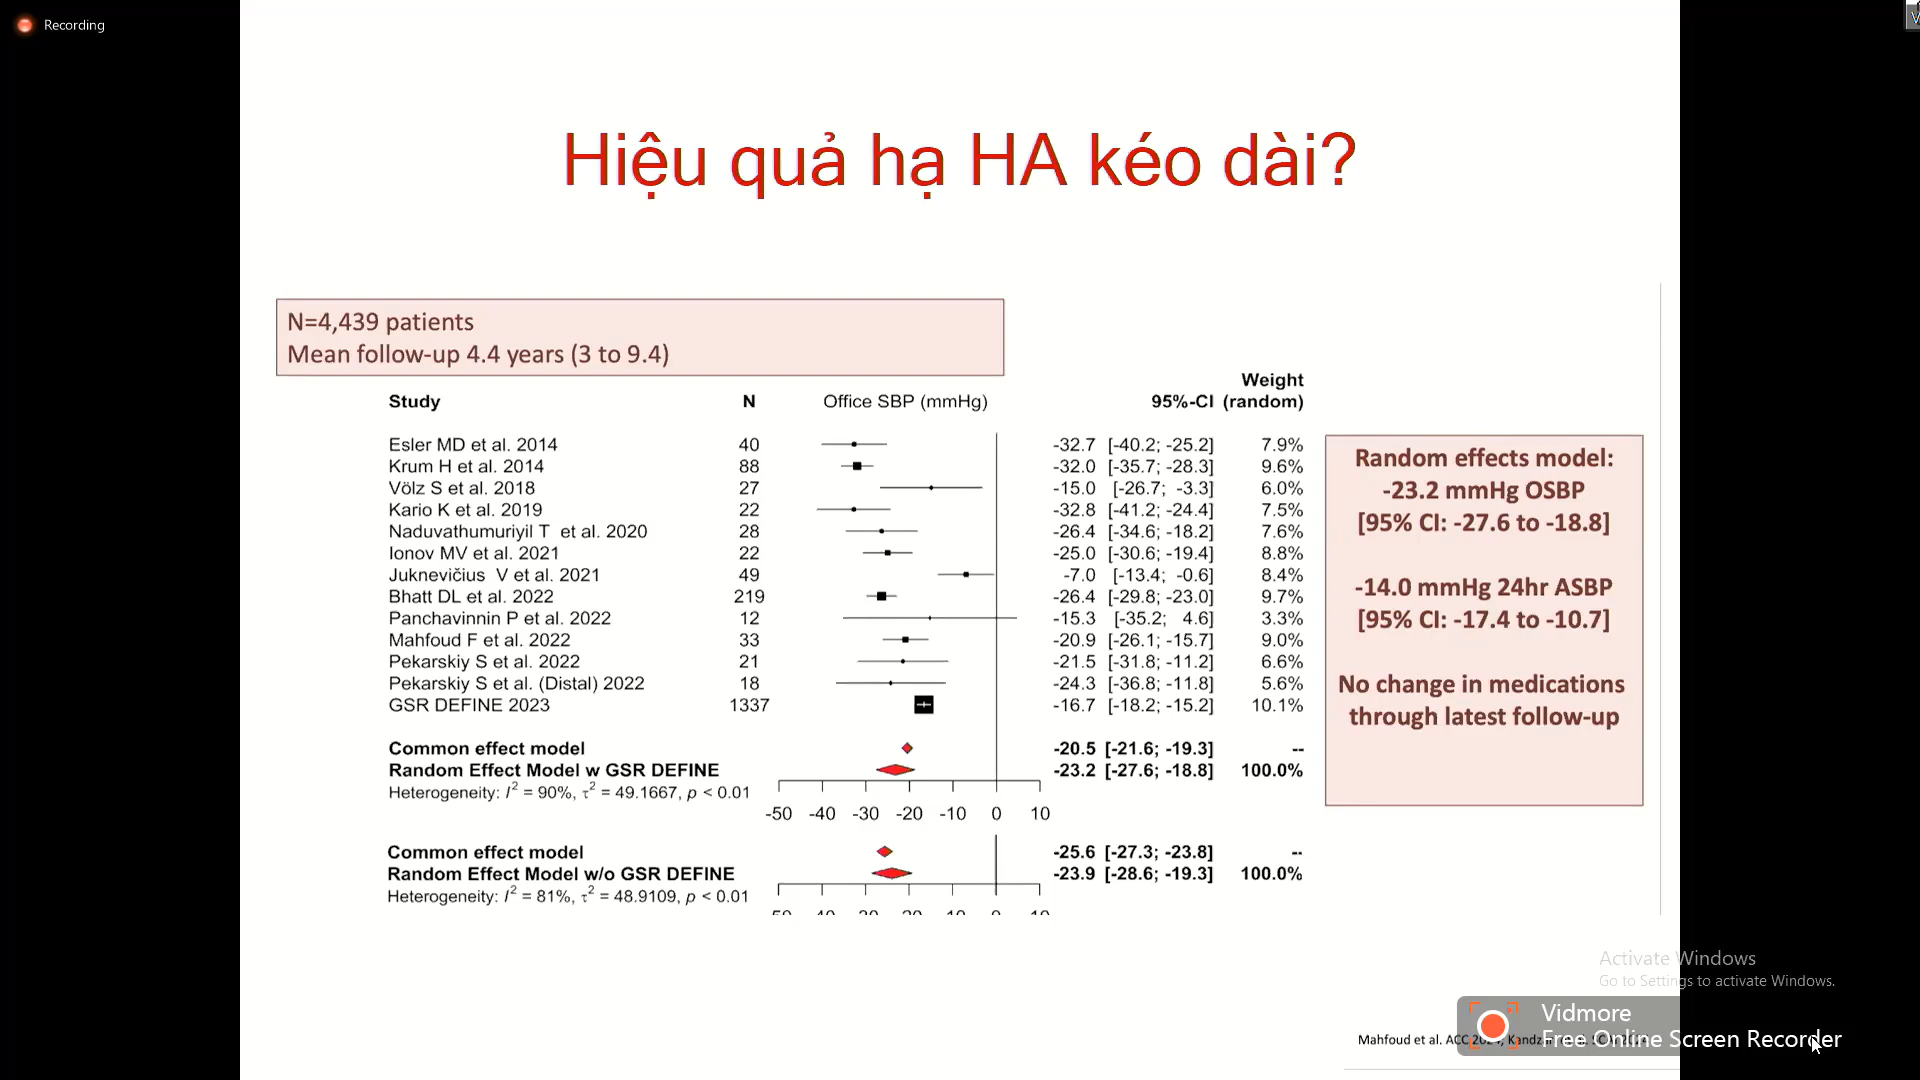 Recording
Hiệu quả hạ HA kéo dài?
N=4,439 patients
Mean follow-up 4.4 years (3 to 9.4)
Study N Office SBP (mmHg) 95%-CI Weight (random)
Esler MD et al. 2014 40 -32.7 [-40.2; -25.2] 7.9%
Krum H et al. 2014 88 -32.0 [-35.7; -28.3] 9.6%
Völz S et al. 2018 27 -15.0 [-26.7; -3.3] 6.0%
Kario K et al. 2019 22 -32.8 [-41.2; -24.4] 7.5%
Naduvathumuriyil T et al. 2020 28 -26.4 [-34.6; -18.2] 7.6%
Ionov MV et al. 2021 22 -25.0 [-30.6; -19.4] 8.8%
Juknevičius V et al. 2021 49 -7.0 [-13.4; -0.6] 8.4%
Bhatt DL et al. 2022 219 -26.4 [-29.8; -23.0] 9.7%
Panchavinnin P et al. 2022 12 -15.3 [-35.2; 4.6] 3.3%
Mahfoud F et al. 2022 33 -20.9 [-26.1; -15.7] 9.0%
Pekarskiy S et al. 2022 21 -21.5 [-31.8; -11.2] 6.6%
Pekarskiy S et al. (Distal) 2022 18 -24.3 [-36.8; -11.8] 5.6%
GSR DEFINE 2023 1337 -16.7 [-18.2; -15.2] 10.1%
Common effect model -20.5 [-21.6; -19.3] --
Random Effect Model w GSR DEFINE -23.2 [-27.6; -18.8] 100.0%
Heterogeneity: I² = 90%, τ² = 49.1667, p < 0.01
-50 -40 -30 -20 -10 0 10
Common effect model -25.6 [-27.3; -23.8] --
Random Effect Model w/o GSR DEFINE -23.9 [-28.6; -19.3] 100.0%
Heterogeneity: I² = 81%, τ² = 48.9109, p < 0.01
Random effects model:
-23.2 mmHg OSBP
[95% CI: -27.6 to -18.8]
-14.0 mmHg 24hr ASBP
[95% CI: -17.4 to -10.7]
No change in medications
through latest follow-up
Activate Windows
Go to Settings to activate Windows.
Vidmore
Free Online Screen Recorder
Mahfoud et al. ACC